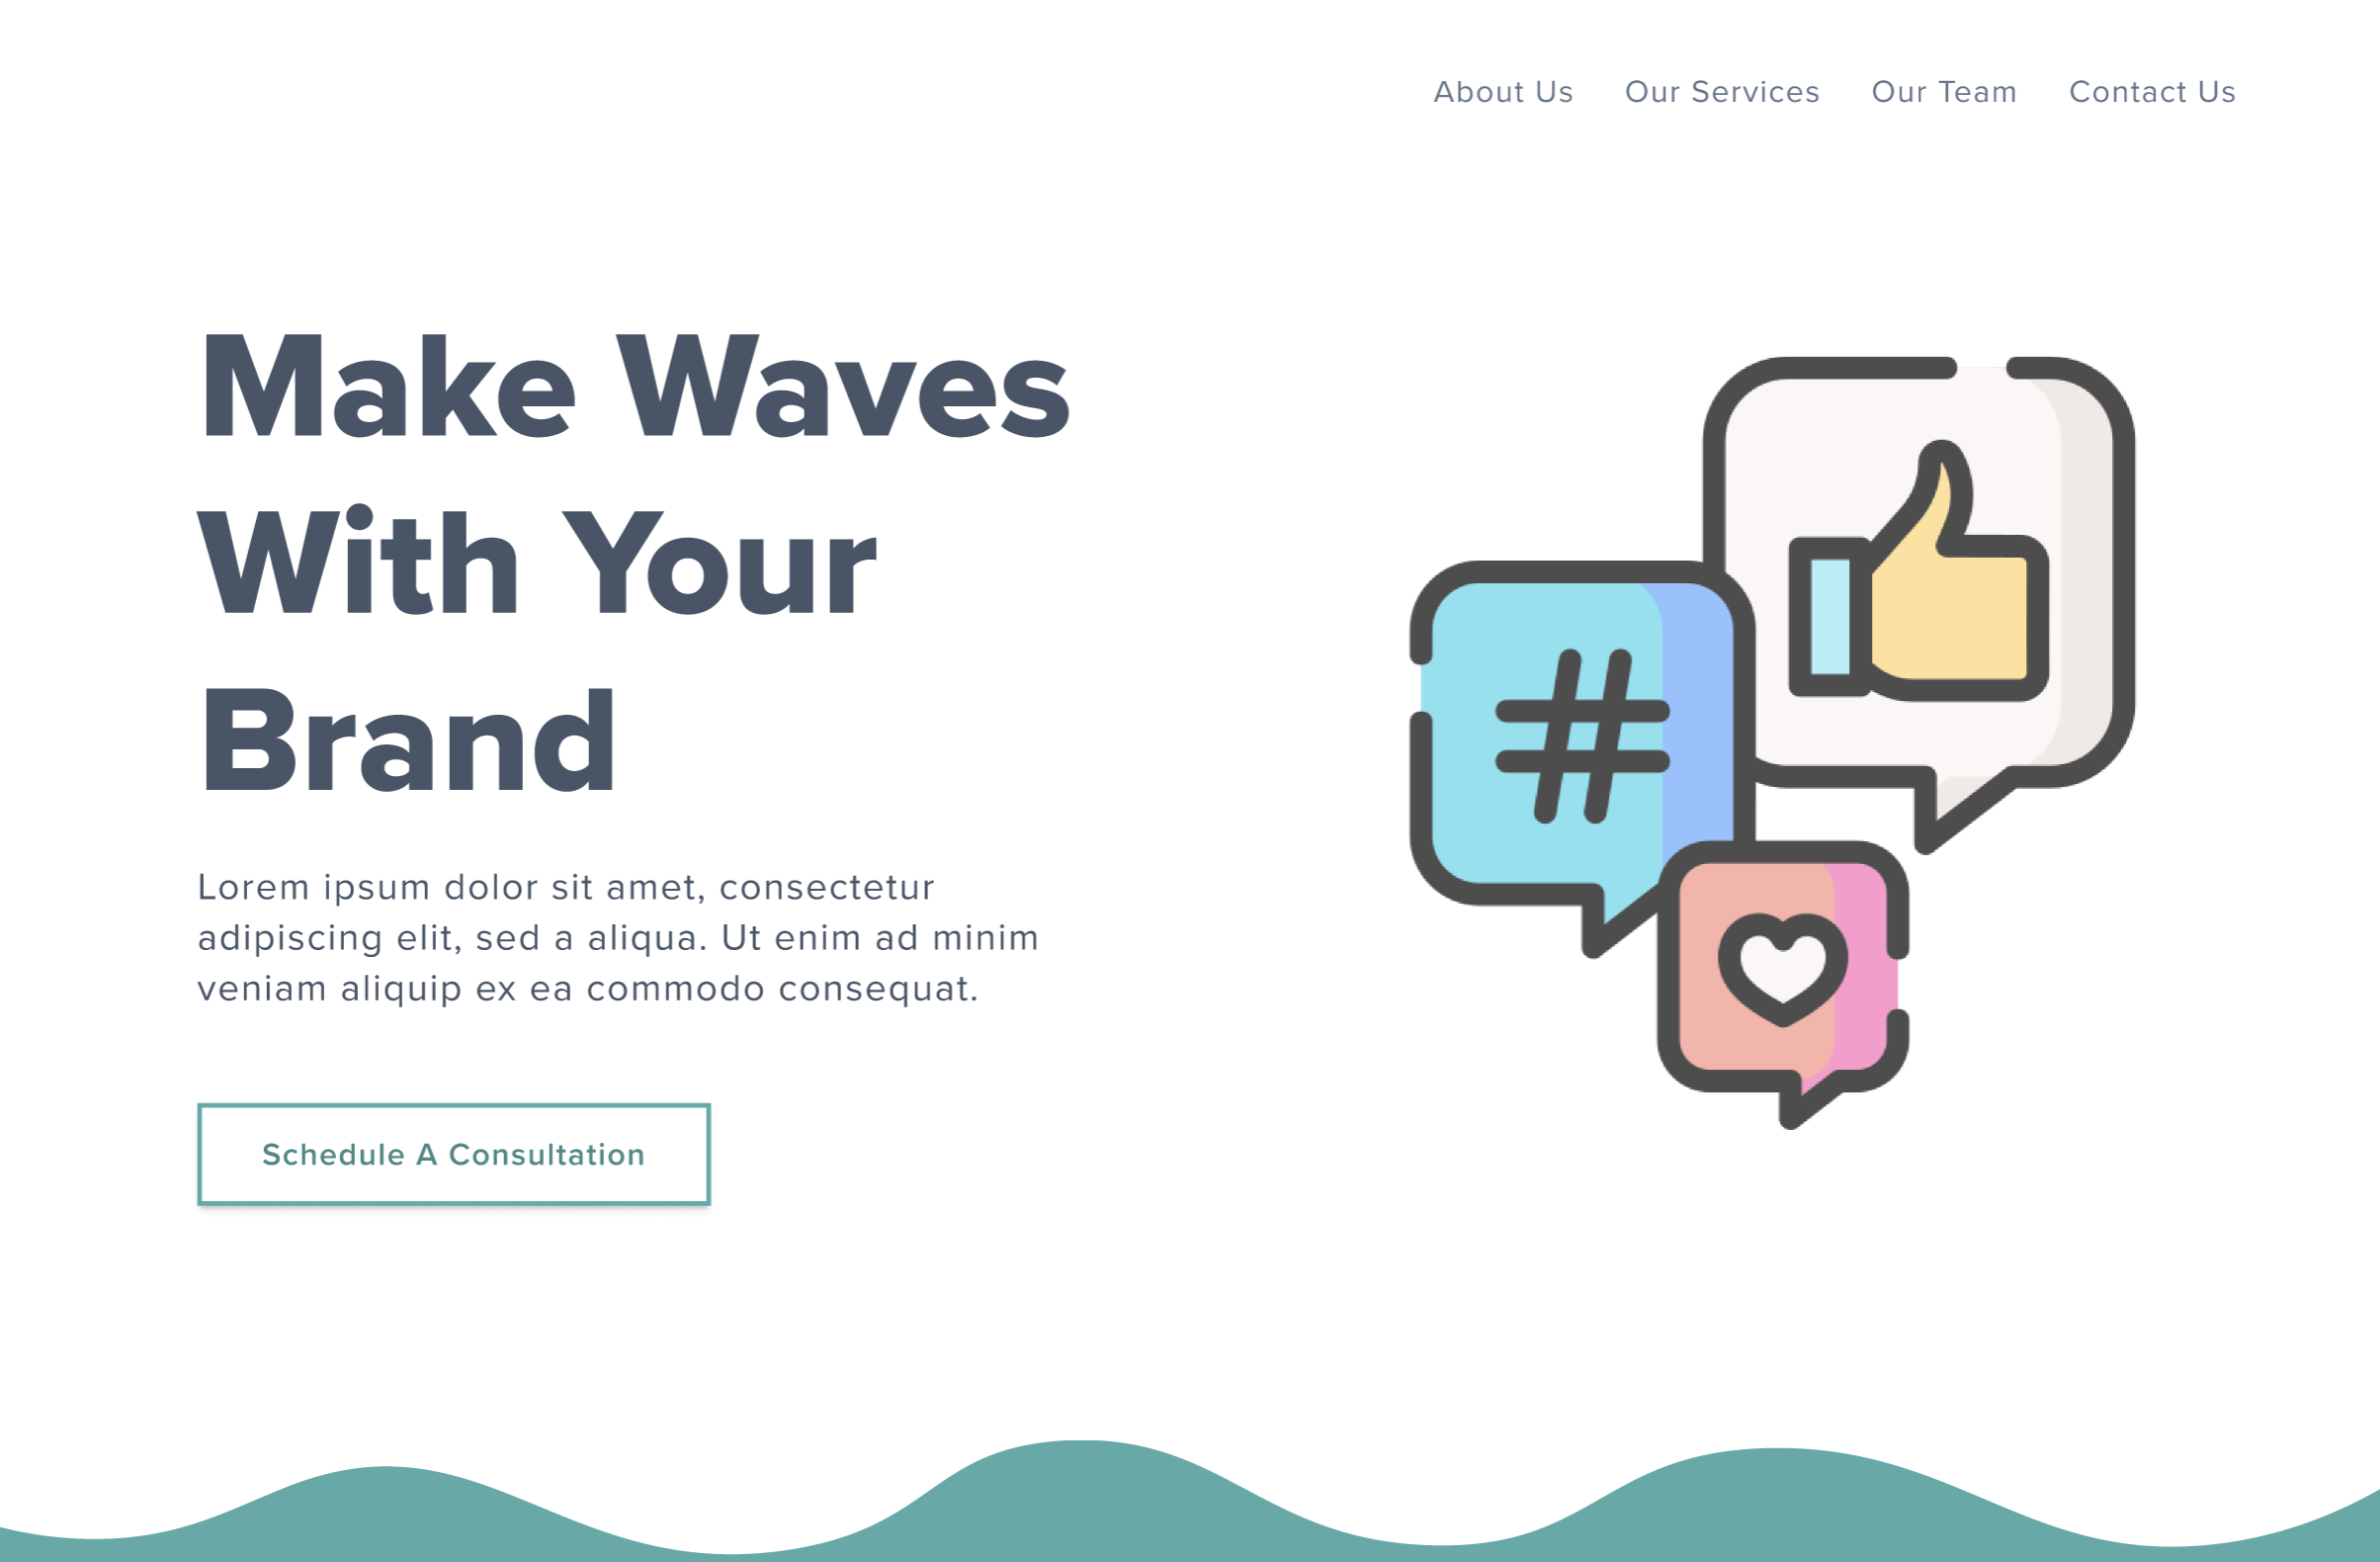 About Us Our Services Our Team Contact Us
Make Waves
With Your
Brand
Lorem ipsum dolor sit amet, consectetur
adipiscing elit, sed a aliqua. Ut enim ad minim
veniam aliquip ex ea commodo consequat.
Schedule A Consultation
#